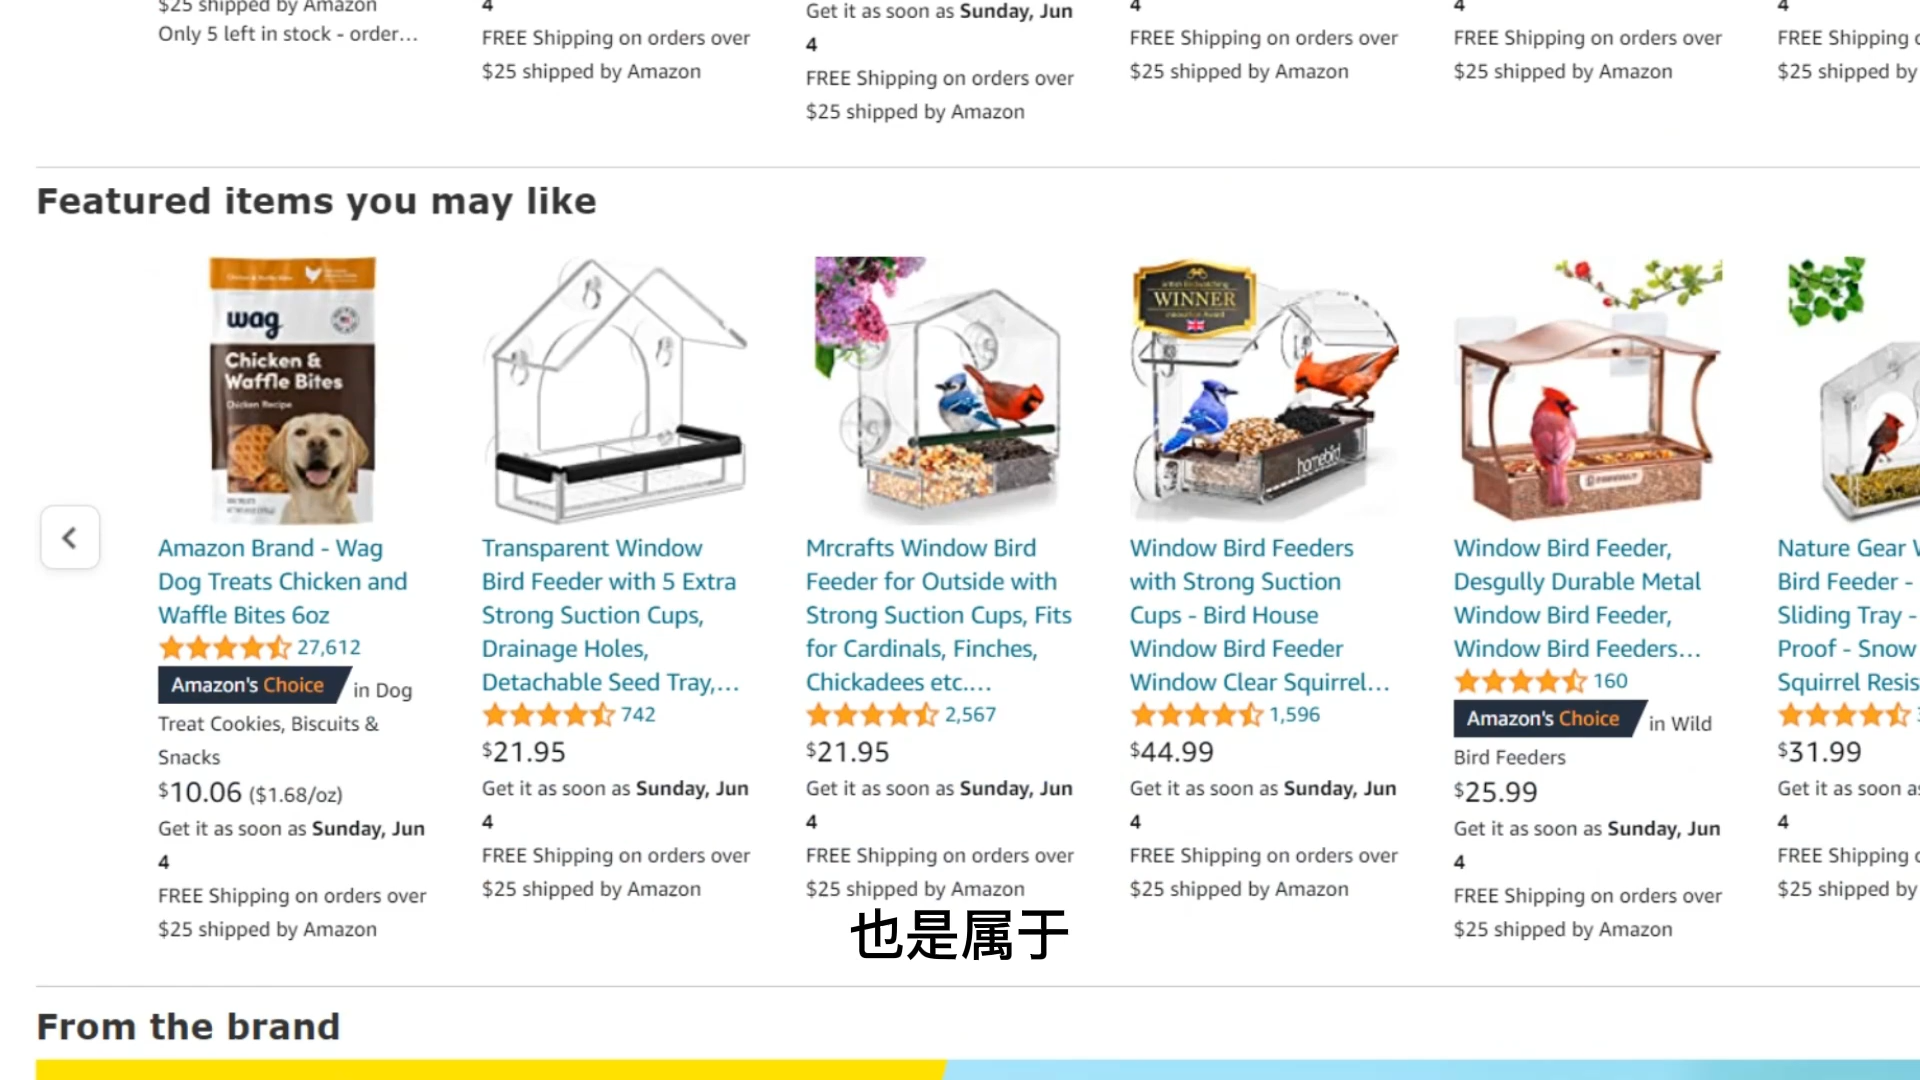 $25 shipped by Amazon
Only 5 left in stock - order...
4
FREE Shipping on orders over
$25 shipped by Amazon
Get it as soon as Sunday, Jun
4
FREE Shipping on orders over
$25 shipped by Amazon
4
FREE Shipping on orders over
$25 shipped by Amazon
4
FREE Shipping on orders over
$25 shipped by Amazon
4
FREE Shipping
$25 shipped by
Featured items you may like
wag
Chicken &
Waffle Bites
Chicken Recipe
Amazon Brand - Wag
Dog Treats Chicken and
Waffle Bites 6oz
27,612
Amazon's Choice in Dog
Treat Cookies, Biscuits &
Snacks
$10.06 ($1.68/oz)
Get it as soon as Sunday, Jun
4
FREE Shipping on orders over
$25 shipped by Amazon
Transparent Window
Bird Feeder with 5 Extra
Strong Suction Cups,
Drainage Holes,
Detachable Seed Tray,...
742
$21.95
Get it as soon as Sunday, Jun
4
FREE Shipping on orders over
$25 shipped by Amazon
Mrcrafts Window Bird
Feeder for Outside with
Strong Suction Cups, Fits
for Cardinals, Finches,
Chickadees etc....
2,567
$21.95
Get it as soon as Sunday, Jun
4
FREE Shipping on orders over
$25 shipped by Amazon
WINNER
homebird
Window Bird Feeders
with Strong Suction
Cups - Bird House
Window Bird Feeder
Window Clear Squirrel...
1,596
$44.99
Get it as soon as Sunday, Jun
4
FREE Shipping on orders over
$25 shipped by Amazon
Window Bird Feeder,
Desgully Durable Metal
Window Bird Feeder,
Window Bird Feeders...
160
Amazon's Choice in Wild
Bird Feeders
$25.99
Get it as soon as Sunday, Jun
4
FREE Shipping on orders over
$25 shipped by Amazon
Nature Gear
Bird Feeder -
Sliding Tray -
Proof - Snow
Squirrel Resis
$31.99
Get it as soon as
4
FREE Shipping
$25 shipped by
也是属于
From the brand